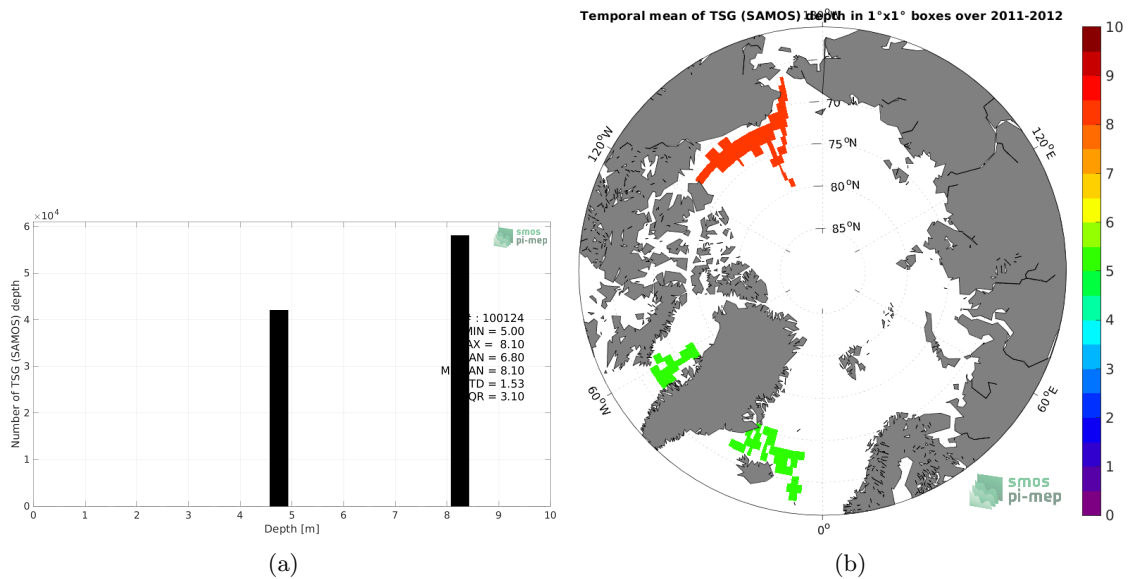 Temporal mean of TSG (SAMOS) depth in 1°x1° boxes over 2011-2012
×10⁴
6
5
4
3
2
1
0
Number of TSG (SAMOS) depth
smos
pi-mep
: 100124
MIN = 5.00
AX = 8.10
AN = 6.80
M AN = 8.10
TD = 1.53
QR = 3.10
0 1 2 3 4 5 6 7 8 9 10
Depth [m]
(a)
120°W
120°E
60°W
60°E
0°
70°N
75°N
80°N
85°N
smos
pi-mep
10
9
8
7
6
5
4
3
2
1
0
(b)